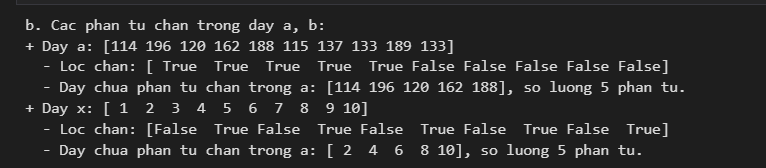 b. Cac phan tu chan trong day a, b:
+ Day a: [114 196 120 162 188 115 137 133 189 133]
  - Loc chan: [ True  True  True  True  True False False False False False]
  - Day chua phan tu chan trong a: [114 196 120 162 188], so luong 5 phan tu.
+ Day x: [ 1  2  3  4  5  6  7  8  9 10]
  - Loc chan: [False  True False  True False  True False  True False  True]
  - Day chua phan tu chan trong a: [ 2  4  6  8 10], so luong 5 phan tu.